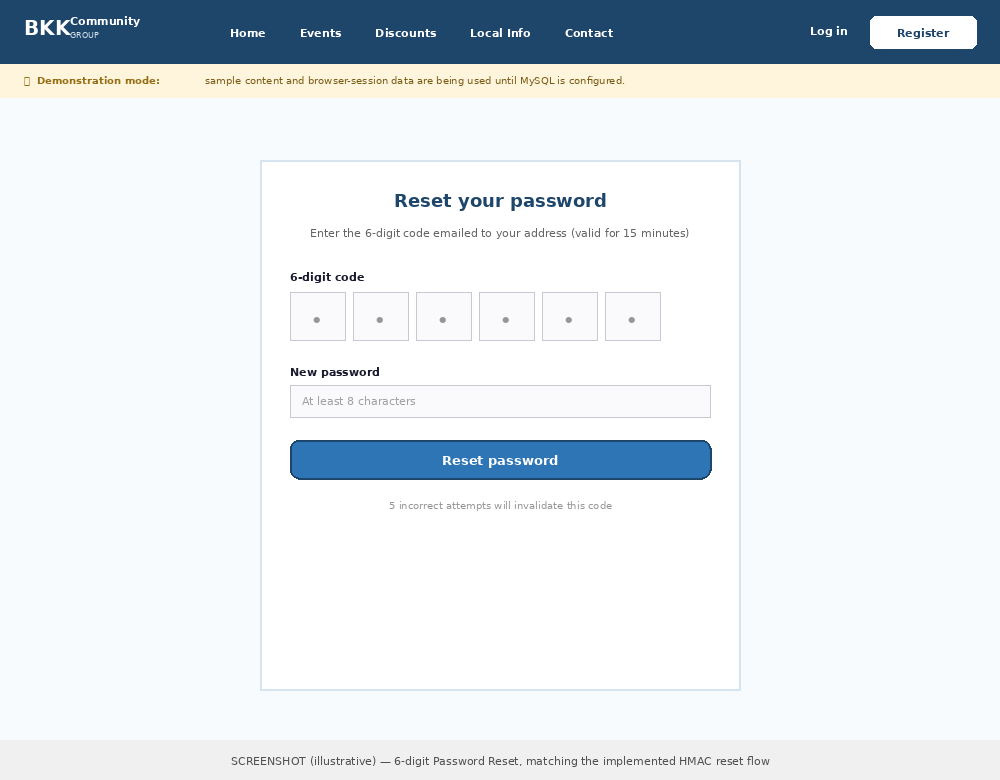 BKK Community GROUP Home Events Discounts Local Info Contact Log in Register
Demonstration mode: sample content and browser-session data are being used until MySQL is configured.
Reset your password
Enter the 6-digit code emailed to your address (valid for 15 minutes)
6-digit code
• • • • • •
New password
At least 8 characters
Reset password
5 incorrect attempts will invalidate this code
SCREENSHOT (illustrative) — 6-digit Password Reset, matching the implemented HMAC reset flow